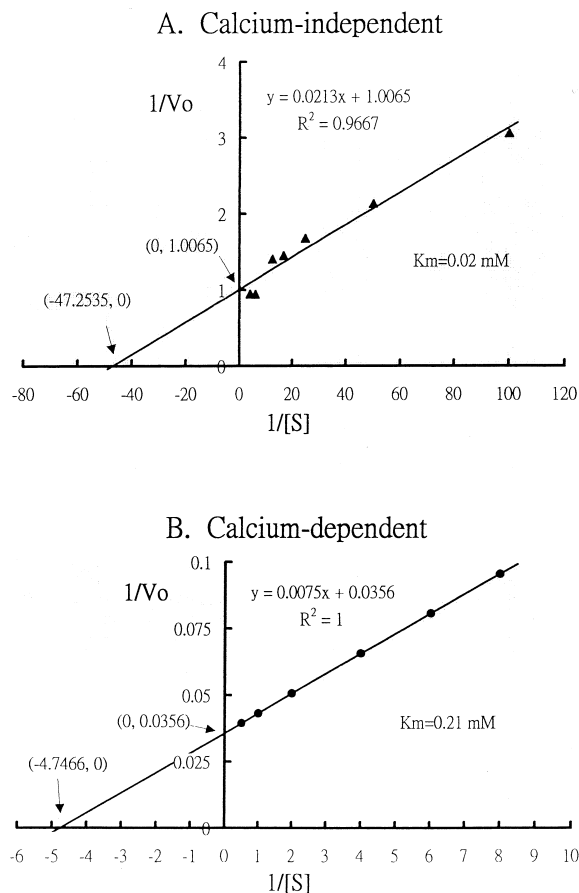 A. Calcium-independent
4
1/Vo
y = 0.0213x + 1.0065
R² = 0.9667
3
2
(0, 1.0065)
Km=0.02 mM
1
(-47.2535, 0)
0
-80 -60 -40 -20 0 20 40 60 80 100 120
1/[S]
B. Calcium-dependent
0.1
1/Vo
y = 0.0075x + 0.0356
R² = 1
0.075
0.05
(0, 0.0356)
Km=0.21 mM
0.025
(-4.7466, 0)
0
-6 -5 -4 -3 -2 -1 0 1 2 3 4 5 6 7 8 9 10
1/[S]